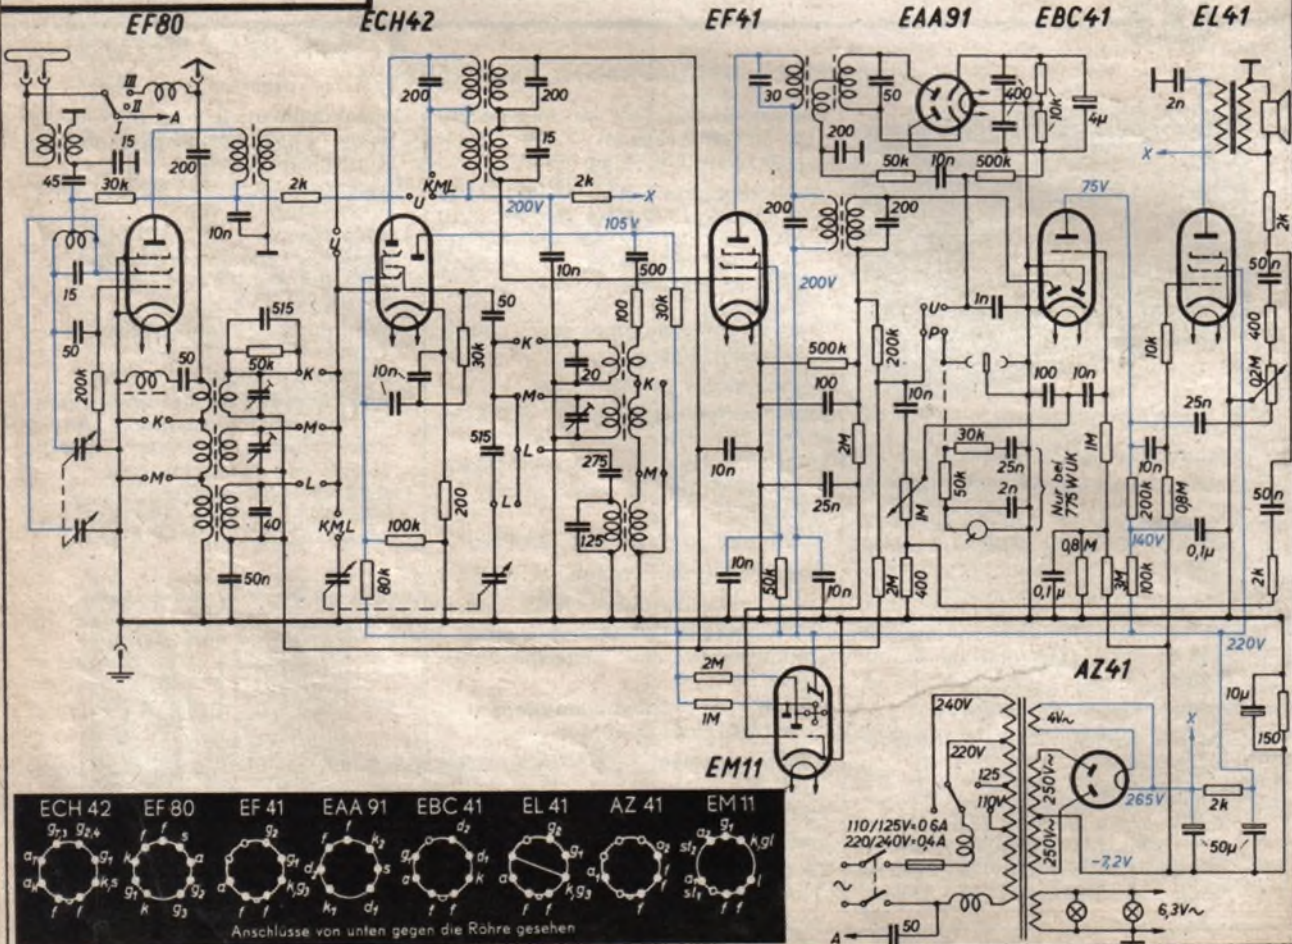 EF80 ECH42 EF41 EAA91 EBC41 EL41
III
II
I
A
15
45
30k
200
2k
10n
15
50
200k
50
K
M
515
50k
K
M
L
40
50n
U
K,M,L
200
200
15
K,M,L
U
200V
2k
X
105V
10n
500
100
30k
50
30k
10n
K
M
L
L
515
20
275
125
K
M
200
100k
80k
30
50
200
400
10k
4µ
50k
10n
500k
200
200
200V
500k
100
2M
25n
10n
10n
50k
10n
200k
10n
1M
2M
400
U
P
1n
30k
25n
50k
2n
Nur bei
775 W/UK
100
10n
1M
0,8M
0,1µ
3M
100k
75V
200k
140V
10n
0,8M
25n
0,1µ
10k
2n
X
2k
50n
400
0,2M
50n
2k
220V
2M
1M
EM11
AZ41
240V
220V
125
110V
4V~
250V~
250V~
265V
X
2k
50µ
-7,2V
10µ
150
110/125V=0,6A
220/240V=0,4A
~
A
50
6,3V~
ECH 42 EF 80 EF 41 EAA 91 EBC 41 EL 41 AZ 41 EM 11
Anschlüsse von unten gegen die Röhre gesehen